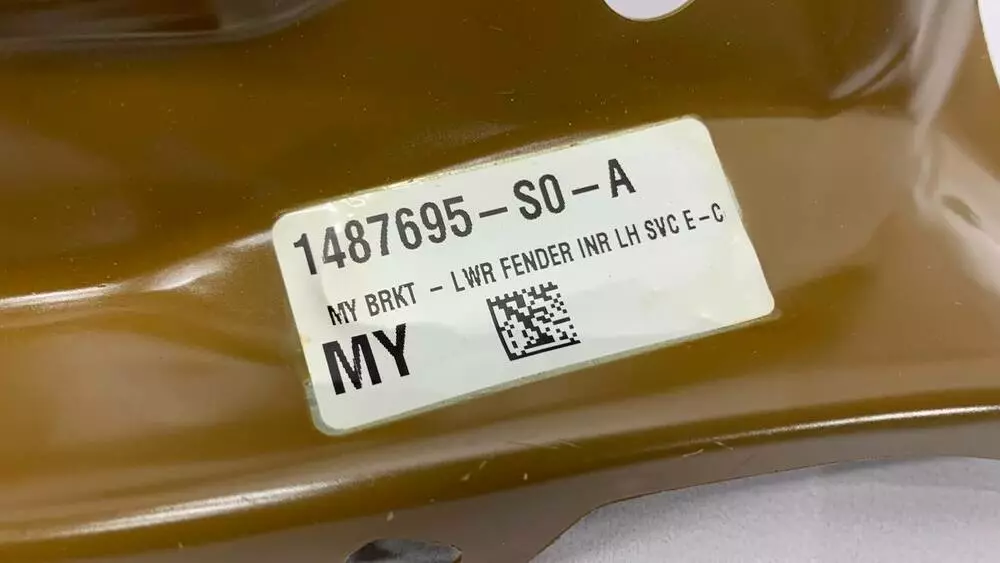 1487695-S0-A
MY BRKT - LWR FENDER INR LH SVC E-C
MY